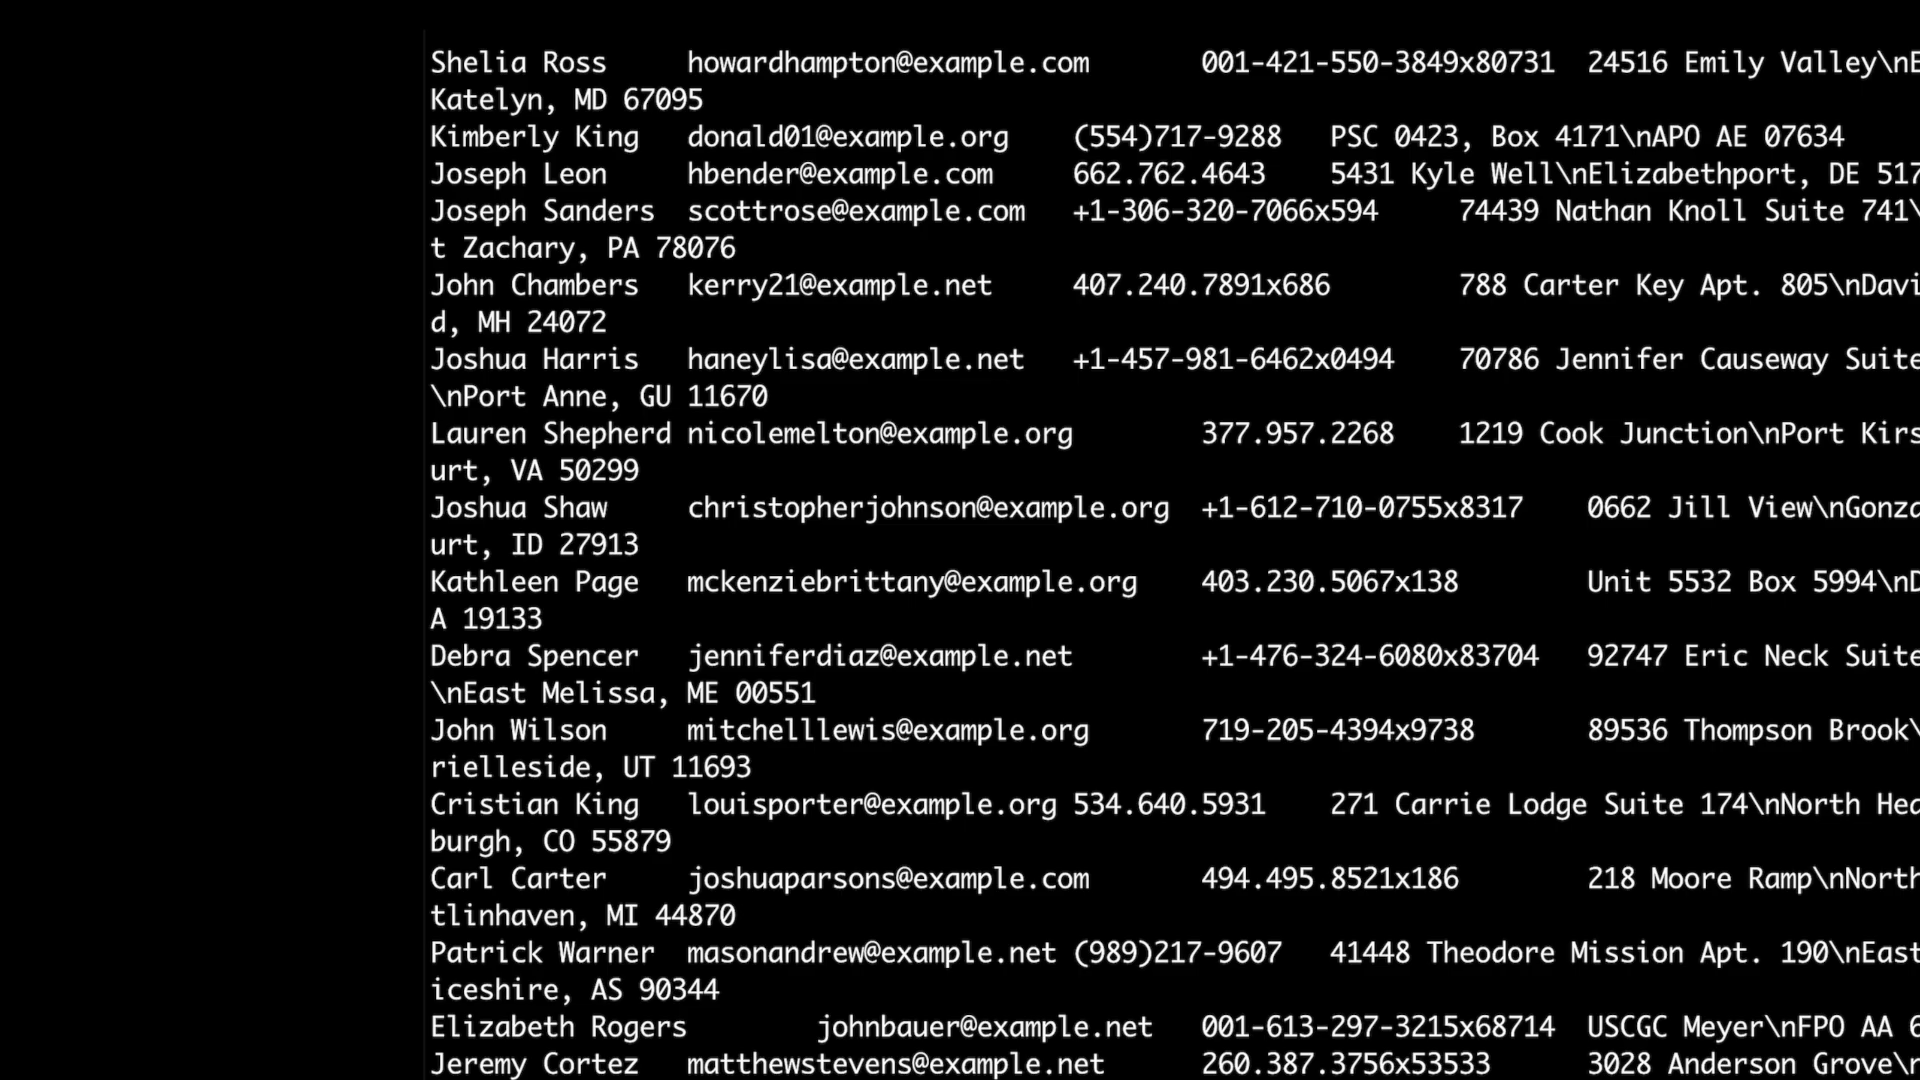 Shelia Ross howardhampton@example.com 001-421-550-3849x80731 24516 Emily Valley\nE
Katelyn, MD 67095
Kimberly King donald01@example.org (554)717-9288 PSC 0423, Box 4171\nAPO AE 07634
Joseph Leon hbender@example.com 662.762.4643 5431 Kyle Well\nElizabethport, DE 517
Joseph Sanders scottrose@example.com +1-306-320-7066x594 74439 Nathan Knoll Suite 741\
t Zachary, PA 78076
John Chambers kerry21@example.net 407.240.7891x686 788 Carter Key Apt. 805\nDavi
d, MH 24072
Joshua Harris haneylisa@example.net +1-457-981-6462x0494 70786 Jennifer Causeway Suite
\nPort Anne, GU 11670
Lauren Shepherd nicolemelton@example.org 377.957.2268 1219 Cook Junction\nPort Kirs
urt, VA 50299
Joshua Shaw christopherjohnson@example.org +1-612-710-0755x8317 0662 Jill View\nGonza
urt, ID 27913
Kathleen Page mckenziebrittany@example.org 403.230.5067x138 Unit 5532 Box 5994\nD
A 19133
Debra Spencer jenniferdiaz@example.net +1-476-324-6080x83704 92747 Eric Neck Suite
\nEast Melissa, ME 00551
John Wilson mitchelllewis@example.org 719-205-4394x9738 89536 Thompson Brook\
rielleside, UT 11693
Cristian King louisporter@example.org 534.640.5931 271 Carrie Lodge Suite 174\nNorth Hea
burgh, CO 55879
Carl Carter joshuaparsons@example.com 494.495.8521x186 218 Moore Ramp\nNorth
tlinhaven, MI 44870
Patrick Warner masonandrew@example.net (989)217-9607 41448 Theodore Mission Apt. 190\nEast
iceshire, AS 90344
Elizabeth Rogers johnbauer@example.net 001-613-297-3215x68714 USCGC Meyer\nFPO AA 6
Jeremy Cortez matthewstevens@example.net 260.387.3756x53533 3028 Anderson Grove\r